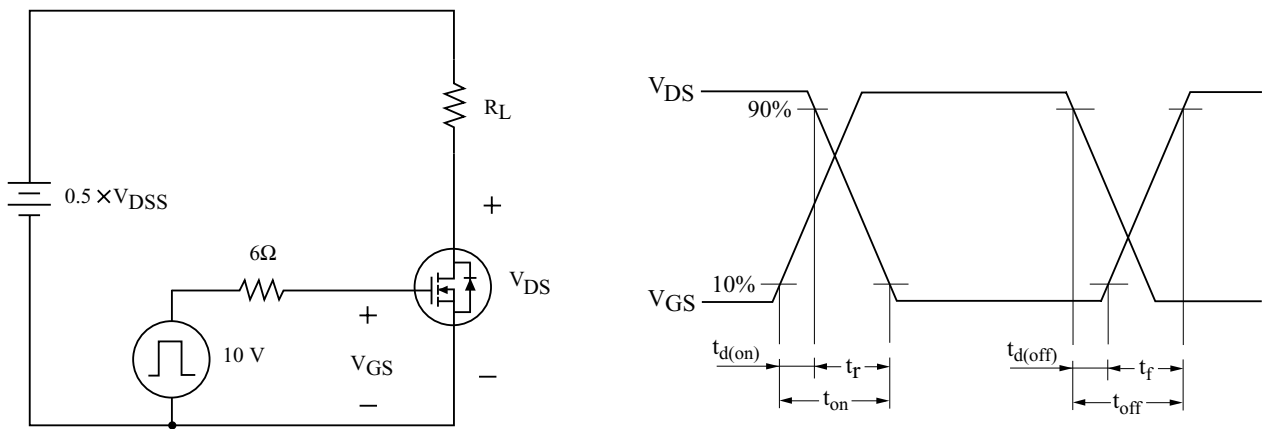 R_L
0.5 ×V_DSS
+
6Ω
V_DS
+
10 V
V_GS
−
−
V_DS
90%
10%
V_GS
t_d(on)
t_r
t_on
t_d(off)
t_f
t_off